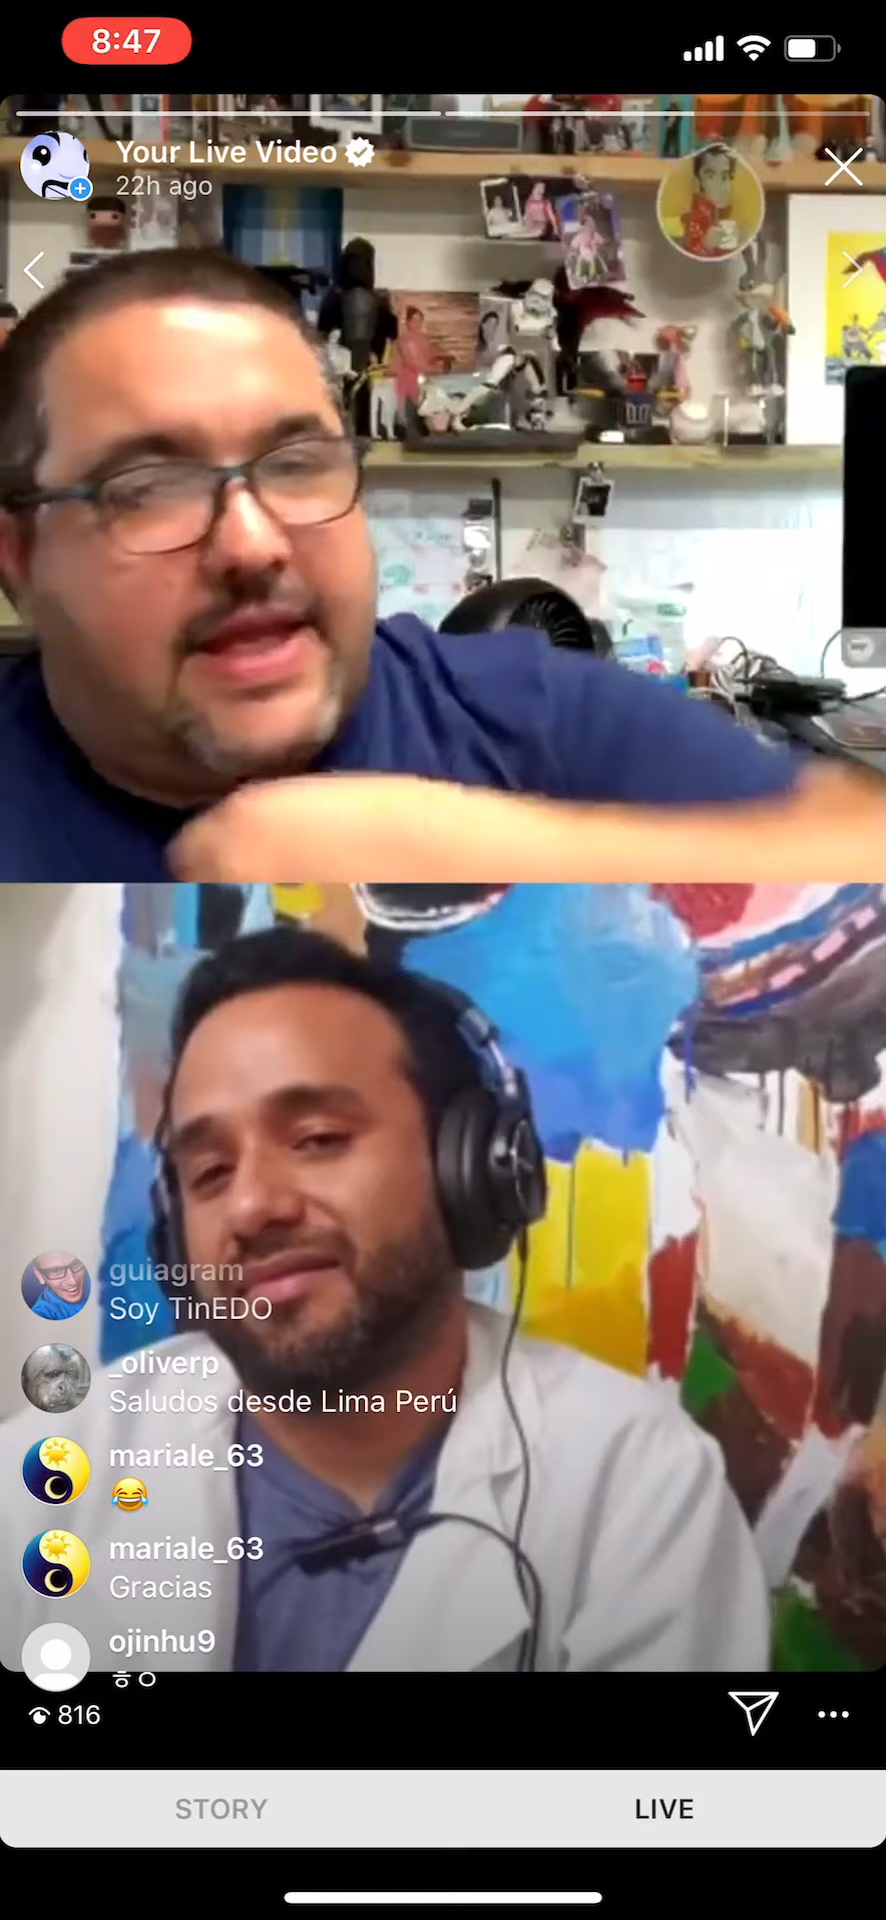 8:47
Your Live Video
22h ago
guiagram
Soy TinEDO
_oliverp
Saludos desde Lima Perú
mariale_63
😂
mariale_63
Gracias
ojinhu9
ㅎㅇ
816
STORY
LIVE